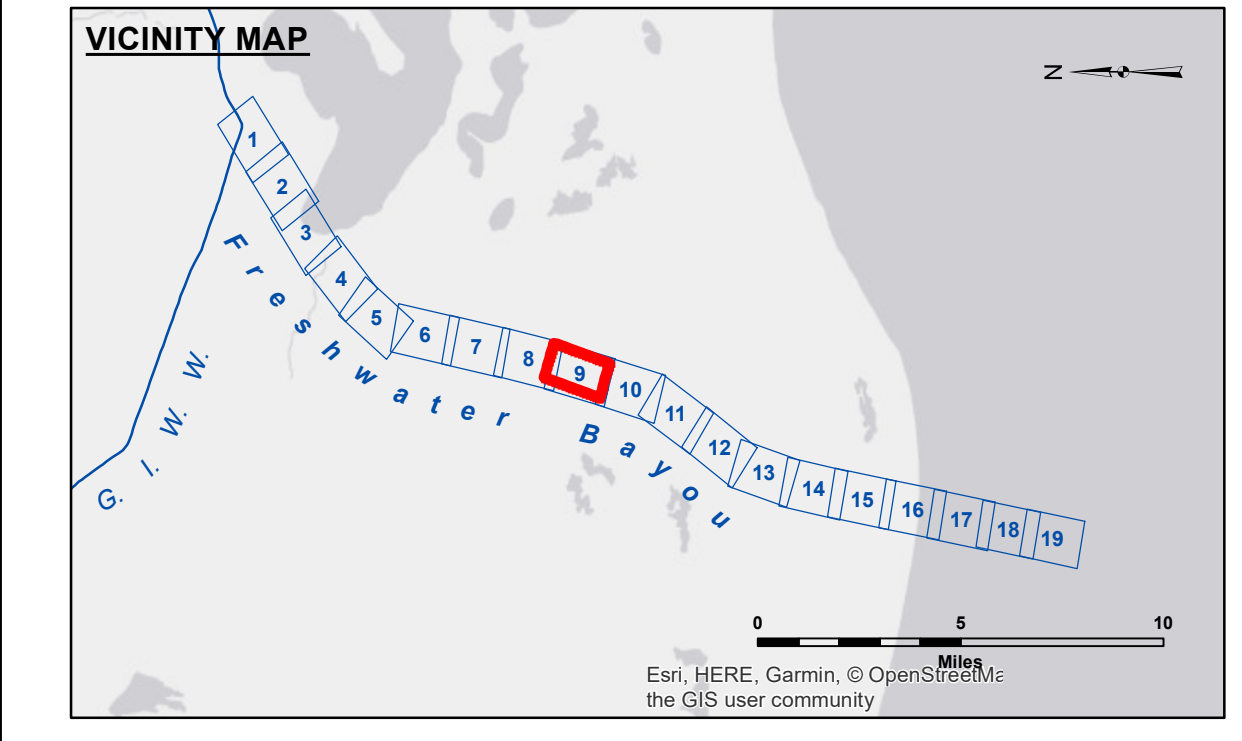 VICINITY MAP
N
1
2
3
4
5
6
7
8
9
10
11
12
13
14
15
16
17
18
19
Freshwater Bayou
G. I. W. W.
0 5 10
Miles
Esri, HERE, Garmin, © OpenStreetMa
the GIS user community